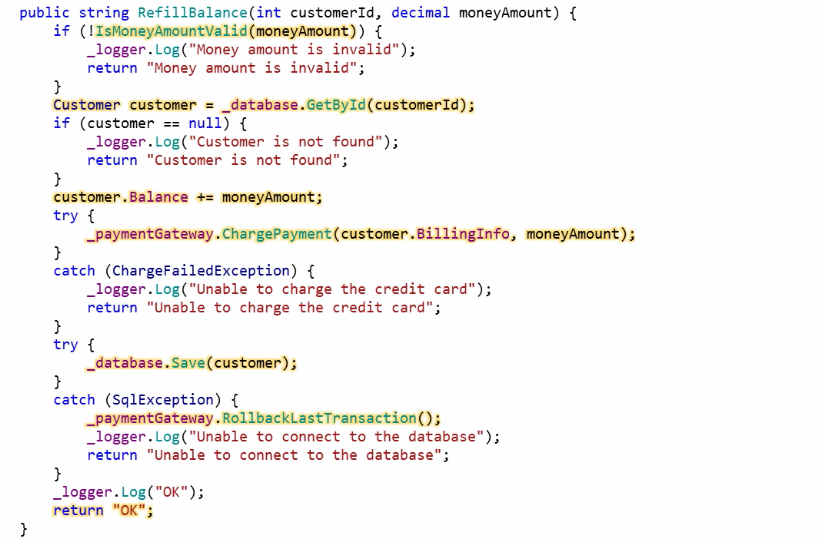 public string RefillBalance(int customerId, decimal moneyAmount) {
    if (!IsMoneyAmountValid(moneyAmount)) {
        _logger.Log("Money amount is invalid");
        return "Money amount is invalid";
    }
    Customer customer = _database.GetById(customerId);
    if (customer == null) {
        _logger.Log("Customer is not found");
        return "Customer is not found";
    }
    customer.Balance += moneyAmount;
    try {
        _paymentGateway.ChargePayment(customer.BillingInfo, moneyAmount);
    }
    catch (ChargeFailedException) {
        _logger.Log("Unable to charge the credit card");
        return "Unable to charge the credit card";
    }
    try {
        _database.Save(customer);
    }
    catch (SqlException) {
        _paymentGateway.RollbackLastTransaction();
        _logger.Log("Unable to connect to the database");
        return "Unable to connect to the database";
    }
    _logger.Log("OK");
    return "OK";
}